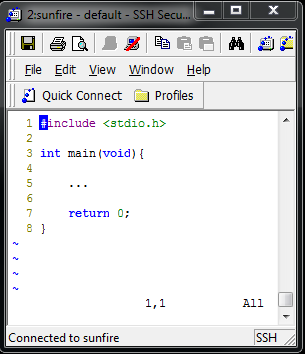 2:sunfire - default - SSH Secu...
File Edit View Window Help
Quick Connect Profiles
1 #include <stdio.h>
2
3 int main(void){
4
5 ...
6
7 return 0;
8 }
~
~
~
~
1,1 All
Connected to sunfire SSH